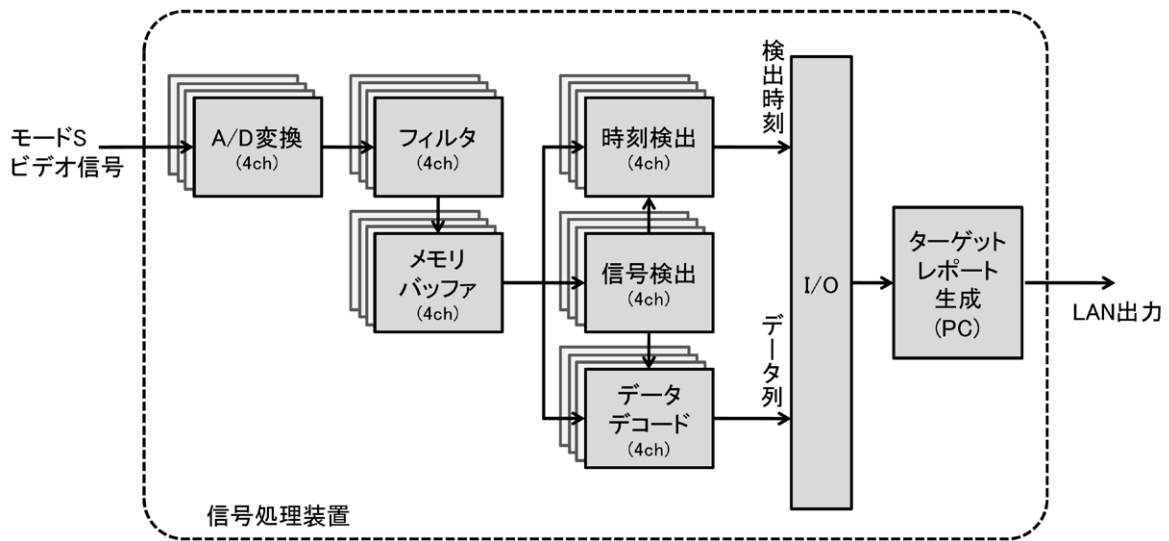 モードS
ビデオ信号
A/D変換
(4ch)
フィルタ
(4ch)
メモリ
バッファ
(4ch)
時刻検出
(4ch)
信号検出
(4ch)
データ
デコード
(4ch)
検出時刻
データ列
I/O
ターゲット
レポート
生成
(PC)
LAN出力
信号処理装置